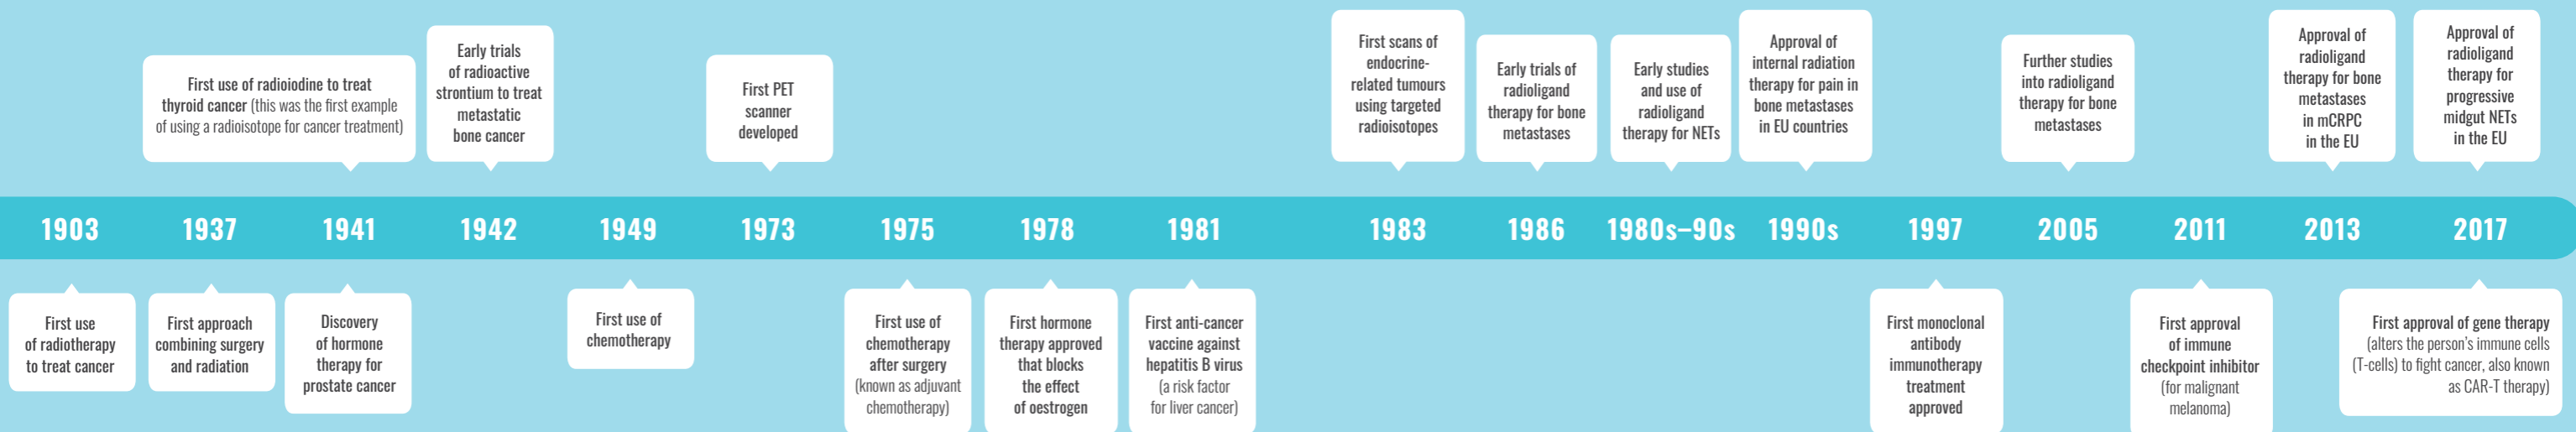 First use of radioiodine to treat
thyroid cancer (this was the first example
of using a radioisotope for cancer treatment)
Early trials
of radioactive
strontium to treat
metastatic
bone cancer
First PET
scanner
developed
First scans of
endocrine-
related tumours
using targeted
radioisotopes
Early trials of
radioligand
therapy for bone
metastases
Early studies
and use of
radioligand
therapy for NETs
Approval of
internal radiation
therapy for pain in
bone metastases
in EU countries
Further studies
into radioligand
therapy for bone
metastases
Approval of
radioligand
therapy for bone
metastases
in mCRPC
in the EU
Approval of
radioligand
therapy for
progressive
midgut NETs
in the EU
1903 1937 1941 1942 1949 1973 1975 1978 1981 1983 1986 1980s–90s 1990s 1997 2005 2011 2013 2017
First use
of radiotherapy
to treat cancer
First approach
combining surgery
and radiation
Discovery
of hormone
therapy for
prostate cancer
First use of
chemotherapy
First use of
chemotherapy
after surgery
(known as adjuvant
chemotherapy)
First hormone
therapy approved
that blocks
the effect
of oestrogen
First anti-cancer
vaccine against
hepatitis B virus
(a risk factor
for liver cancer)
First monoclonal
antibody
immunotherapy
treatment
approved
First approval
of immune
checkpoint inhibitor
(for malignant
melanoma)
First approval of gene therapy
(alters the person's immune cells
(T-cells) to fight cancer, also known
as CAR-T therapy)